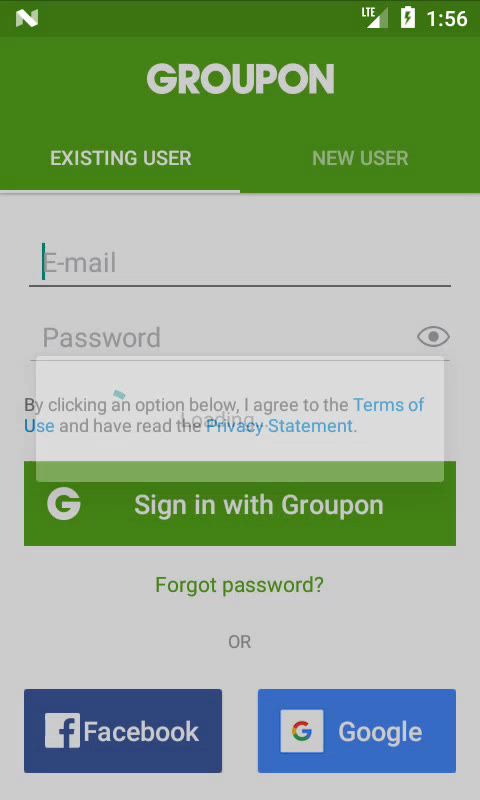 LTE 1:56
GROUPON
EXISTING USER
NEW USER
E-mail
Password
By clicking an option below, I agree to the Terms of
Use and have read the Privacy Statement.
Loading...
G Sign in with Groupon
Forgot password?
OR
f Facebook
G Google